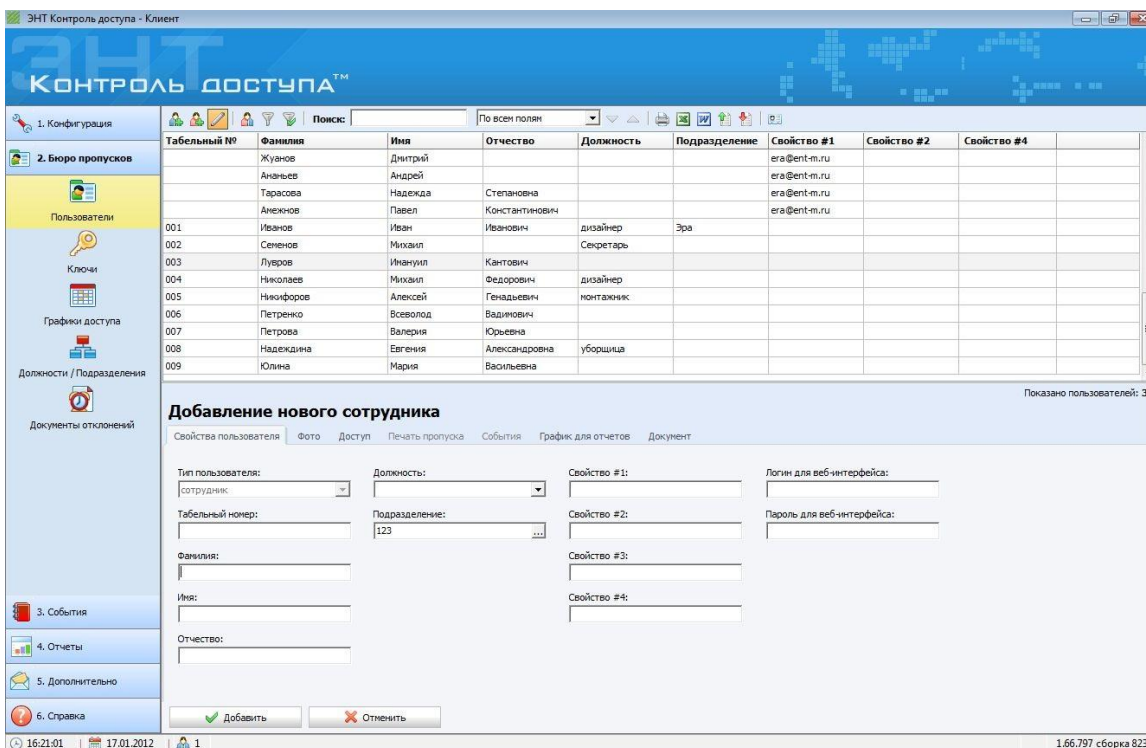 ЭНТ Контроль доступа - Клиент
ЭНТ
Контроль доступа™
1. Конфигурация
2. Бюро пропусков
Пользователи
Ключи
Графики доступа
Должности / Подразделения
Документы отклонений
3. События
4. Отчеты
5. Дополнительно
6. Справка
Поиск: По всем полям
Табельный № Фамилия Имя Отчество Должность Подразделение Свойство #1 Свойство #2 Свойство #4
Жуанов Дмитрий era@ent-m.ru
Ананьев Андрей era@ent-m.ru
Тарасова Надежда Степановна era@ent-m.ru
Амежнов Павел Константинович era@ent-m.ru
001 Иванов Иван Иванович дизайнер Эра
002 Семенов Михаил Секретарь
003 Лувров Имануил Кантович
004 Николаев Михаил Федорович дизайнер
005 Никифоров Алексей Генадьевич монтажник
006 Петренко Всеволод Вадимович
007 Петрова Валерия Юрьевна
008 Надеждина Евгения Александровна уборщица
009 Юлина Мария Васильевна
Показано пользователей: 3
Добавление нового сотрудника
Свойства пользователя Фото Доступ Печать пропуска События График для отчетов Документ
Тип пользователя: Должность: Свойство #1: Логин для веб-интерфейса:
сотрудник
Табельный номер: Подразделение: Свойство #2: Пароль для веб-интерфейса:
123 ...
Фамилия: Свойство #3:
Имя: Свойство #4:
Отчество:
Добавить Отменить
16:21:01 17.01.2012 1 1.66.797 сборка 823